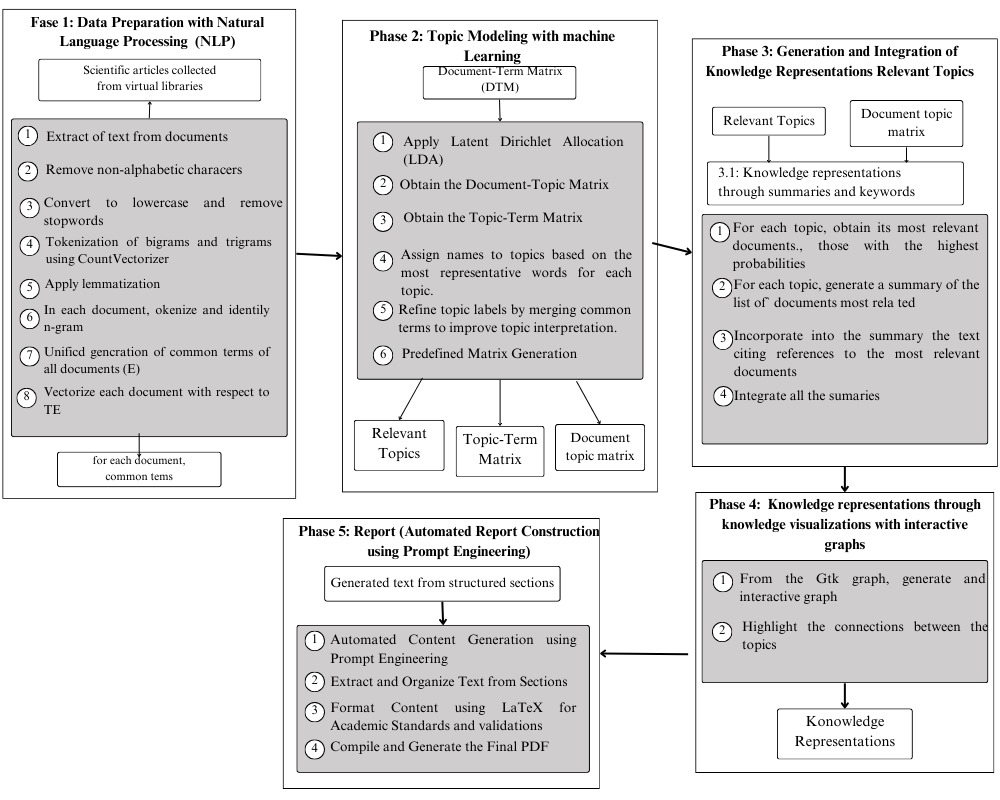 Fase 1: Data Preparation with Natural
Language Processing (NLP)
Scientific articles collected
from virtual libraries
1 Extract of text from documents
2 Remove non-alphabetic characers
3 Convert to lowercase and remove
stopwords
4 Tokenization of bigrams and trigrams
using CountVectorizer
5 Apply lemmatization
6 In each document, okenize and identily
n-gram
7 Unificd gencration of common terms of
all documents (E)
8 Vectorize each document with respect to
TE
for each document,
common tems
Phase 2: Topic Modeling with machine
Learning
Document-Term Matrix
(DTM)
1 Apply Latent Dirichlet Allocation
(LDA)
2 Obtain the Document-Topic Matrix
3 Obtain the Topic-Term Matrix
4 Assign names to topics based on the
most representative words for each
topic.
5 Refine topic labels by merging common
terms to improve topic interpretation.
6 Predefined Matrix Generation
Relevant
Topics
Topic-Term
Matrix
Document
topic matrix
Phase 3: Generation and Integration of
Knowledge Representations Relevant Topics
Relevant Topics
Document topic
matrix
3.1: Knowledge representations
through summaries and keywords
1 For each topic, obtain its most relevant
documents., those with the highest
probabilities
2 For each topic, generate a summary of the
list of` documents most rela ted
3 Incorporate into the summary the text
citing references to the most relevant
documents
4 Integrate all the sumaries
Phase 4: Knowledge representations through
knowledge visualizations with interactive
graphs
1 From the Gtk graph, generate and
interactive graph
2 Highlight the connections between the
topics
Konowledge
Representations
Phase 5: Report (Automated Report Construction
using Prompt Engineering)
Generated text from structured sections
1 Automated Content Generation using
Prompt Engineering
2 Extract and Organize Text from Sections
3 Format Content using LaTeX for
Academic Standards and validations
4 Compile and Generate the Final PDF